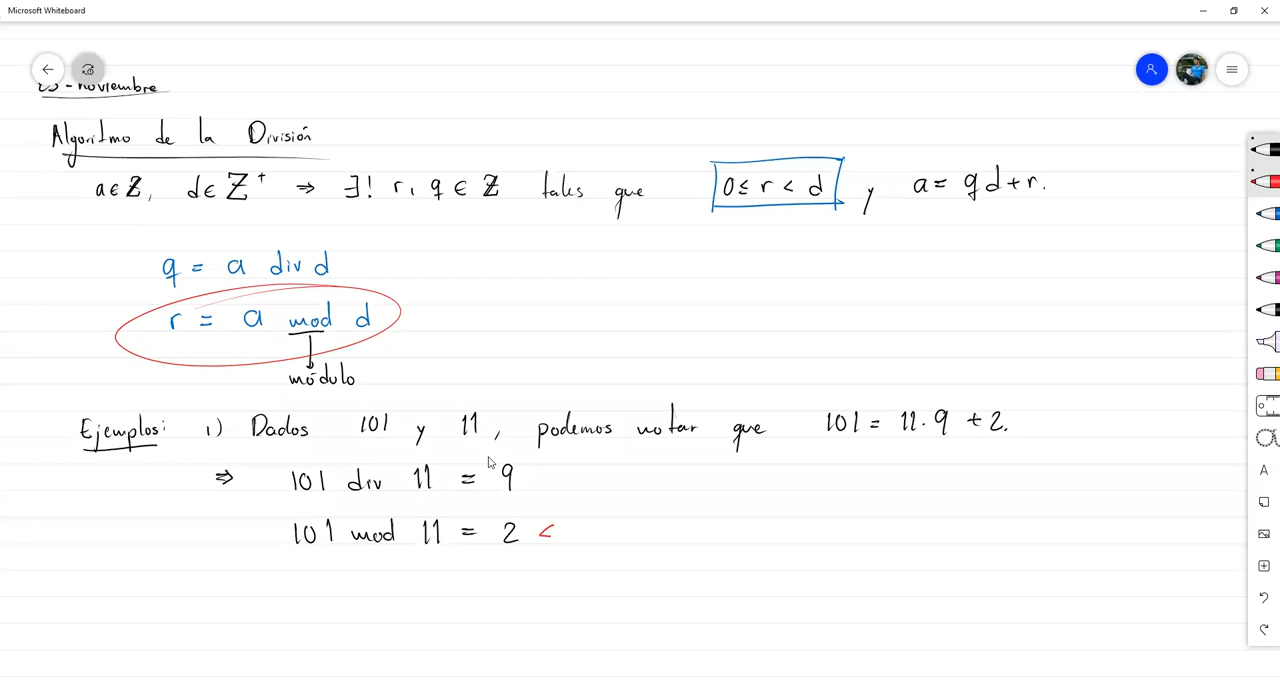 Microsoft Whiteboard
noviembre
Algoritmo de la División
a ∈ ℤ, d ∈ ℤ⁺ ⇒ ∃! r, q ∈ ℤ tales que 0 ≤ r < d y a = qd + r.
q = a div d
r = a mod d
módulo
Ejemplos: 1) Dados 101 y 11, podemos notar que 101 = 11 · 9 + 2.
⇒ 101 div 11 = 9
101 mod 11 = 2 <
A